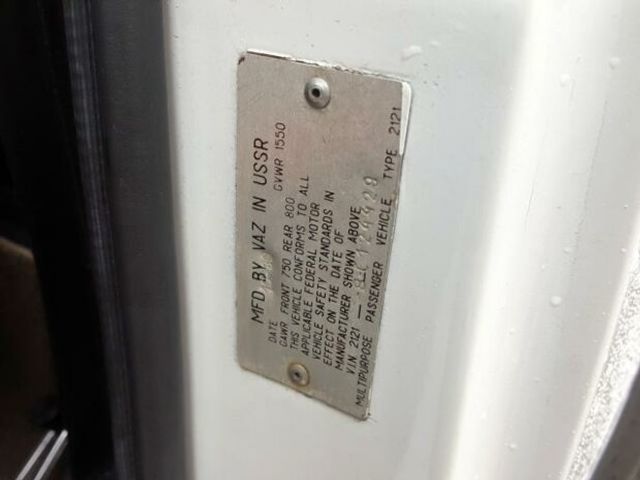 MFD. BY VAZ IN USSR
DATE
GVWR 1550
GAWR FRONT 750 REAR 800
THIS VEHICLE CONFORMS TO ALL
APPLICABLE FEDERAL MOTOR
VEHICLE SAFETY STANDARDS IN
EFFECT ON THE DATE OF
MANUFACTURER SHOWN ABOVE
V.I.N 2121 —
MULTIPURPOSE PASSENGER VEHICLE TYPE 2121